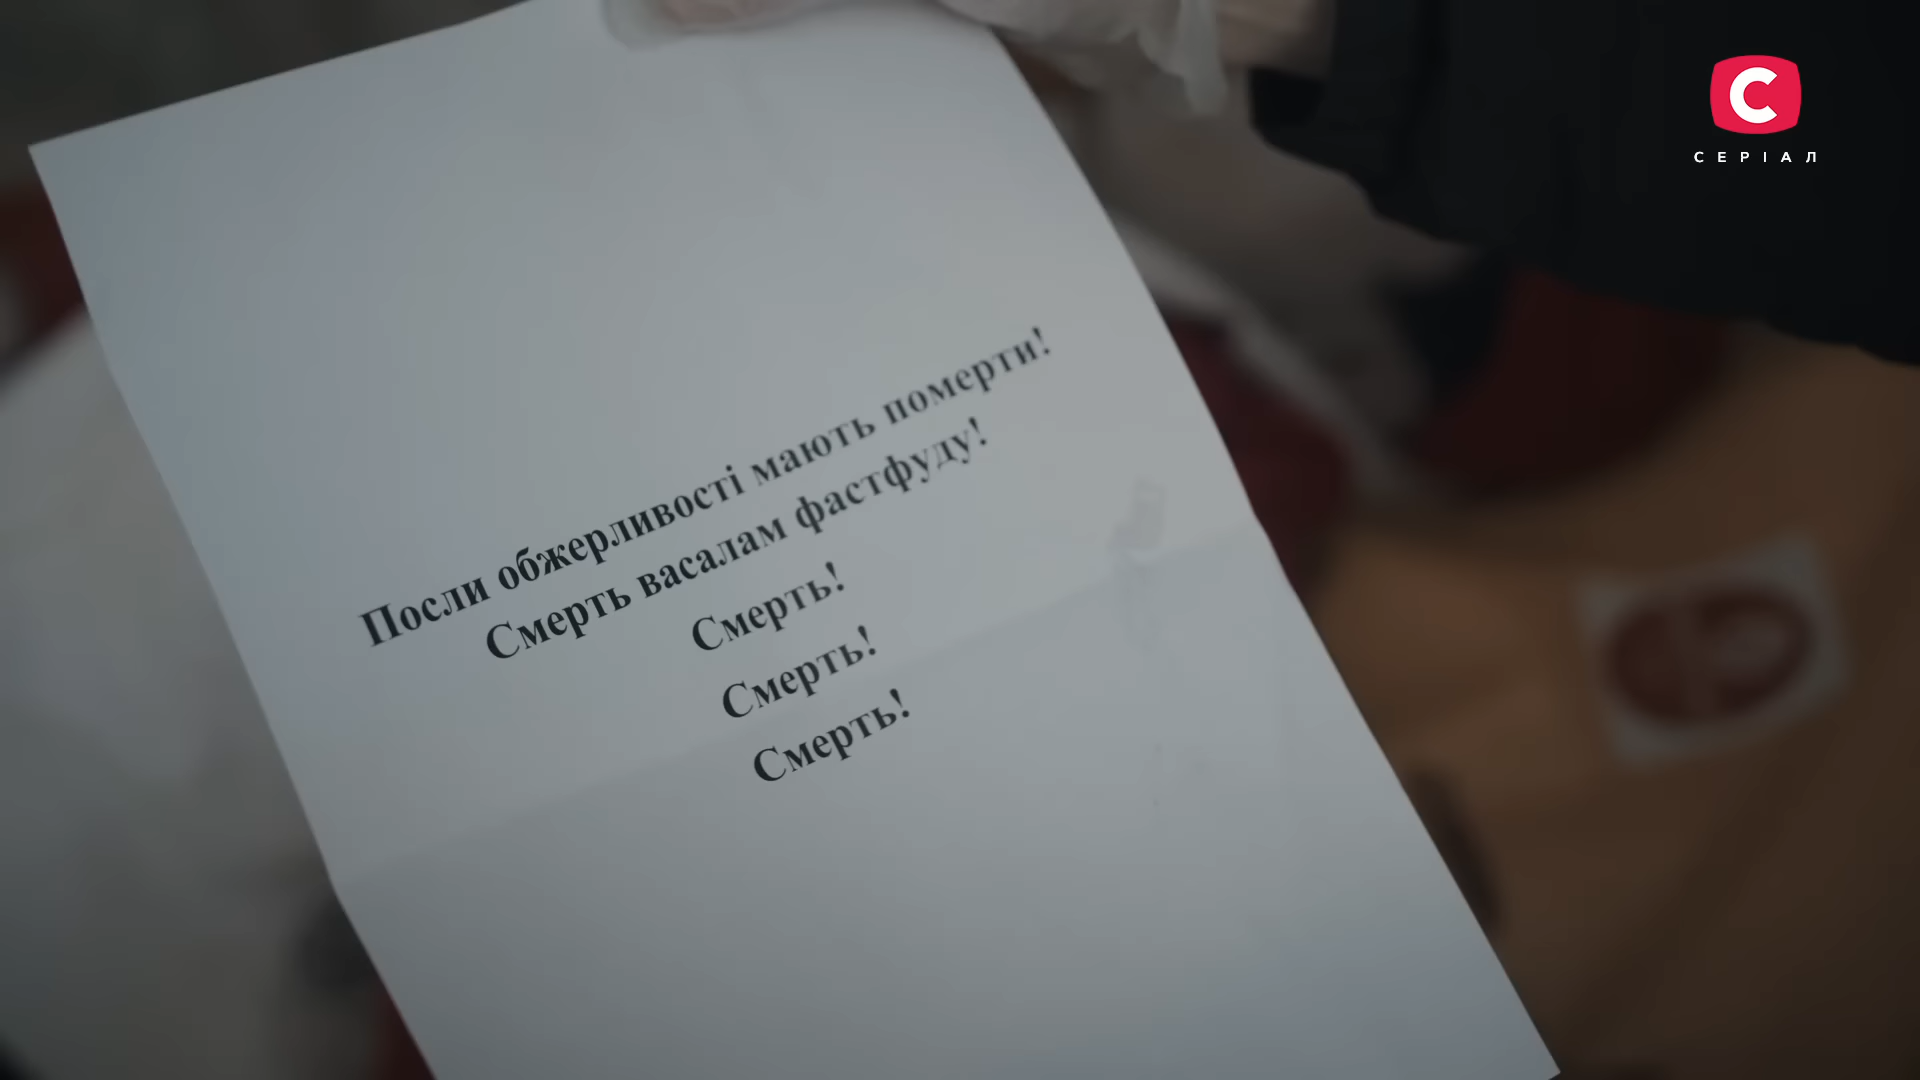 С
СЕРІАЛ
Посли обжерливості мають померти!
Смерть васалам фастфуду!
Смерть!
Смерть!
Смерть!